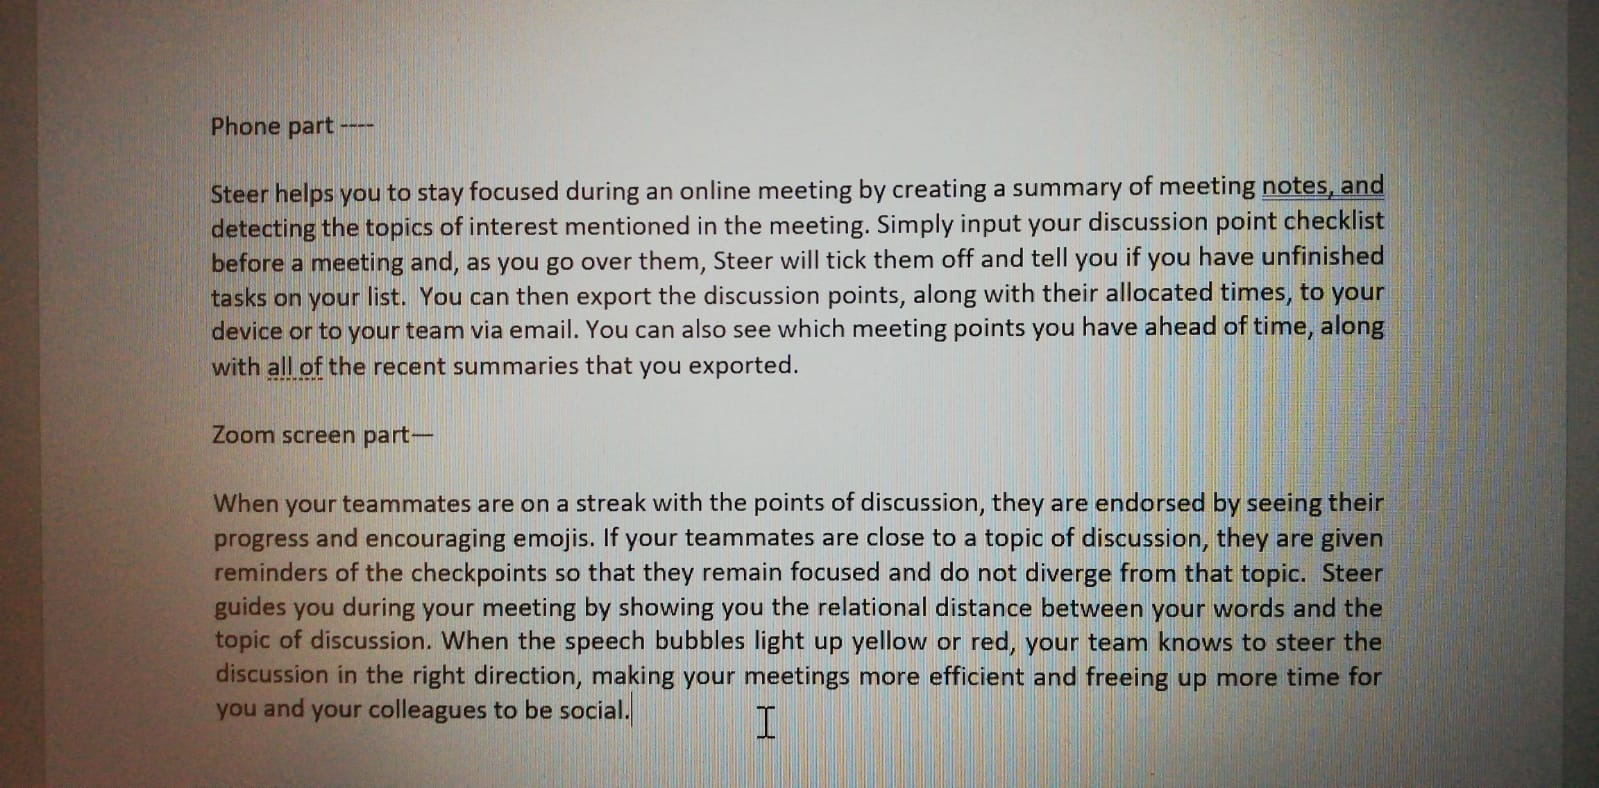 Phone part ----
Steer helps you to stay focused during an online meeting by creating a summary of meeting notes, and
detecting the topics of interest mentioned in the meeting. Simply input your discussion point checklist
before a meeting and, as you go over them, Steer will tick them off and tell you if you have unfinished
tasks on your list.  You can then export the discussion points, along with their allocated times, to your
device or to your team via email. You can also see which meeting points you have ahead of time, along
with all of the recent summaries that you exported.
Zoom screen part—
When your teammates are on a streak with the points of discussion, they are endorsed by seeing their
progress and encouraging emojis. If your teammates are close to a topic of discussion, they are given
reminders of the checkpoints so that they remain focused and do not diverge from that topic.  Steer
guides you during your meeting by showing you the relational distance between your words and the
topic of discussion. When the speech bubbles light up yellow or red, your team knows to steer the
discussion in the right direction, making your meetings more efficient and freeing up more time for
you and your colleagues to be social.